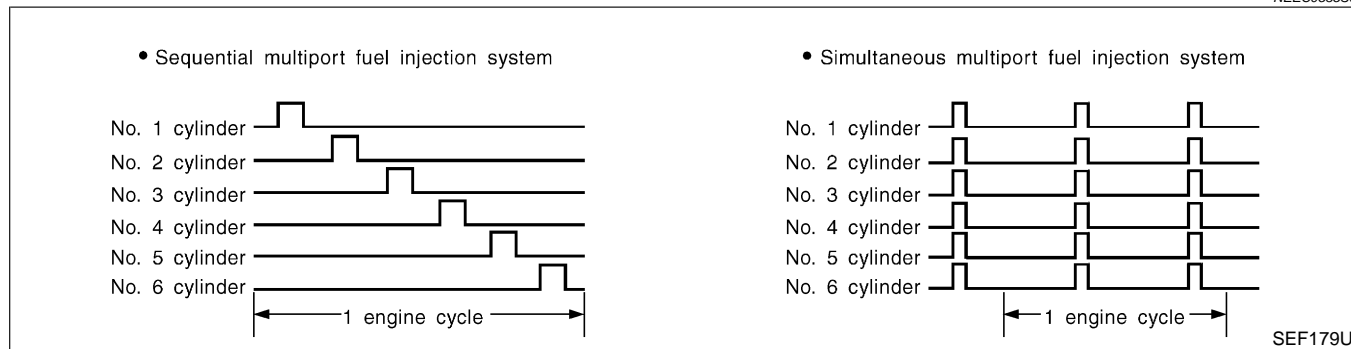 • Sequential multiport fuel injection system
No. 1 cylinder
No. 2 cylinder
No. 3 cylinder
No. 4 cylinder
No. 5 cylinder
No. 6 cylinder
1 engine cycle
• Simultaneous multiport fuel injection system
No. 1 cylinder
No. 2 cylinder
No. 3 cylinder
No. 4 cylinder
No. 5 cylinder
No. 6 cylinder
1 engine cycle
SEF179U